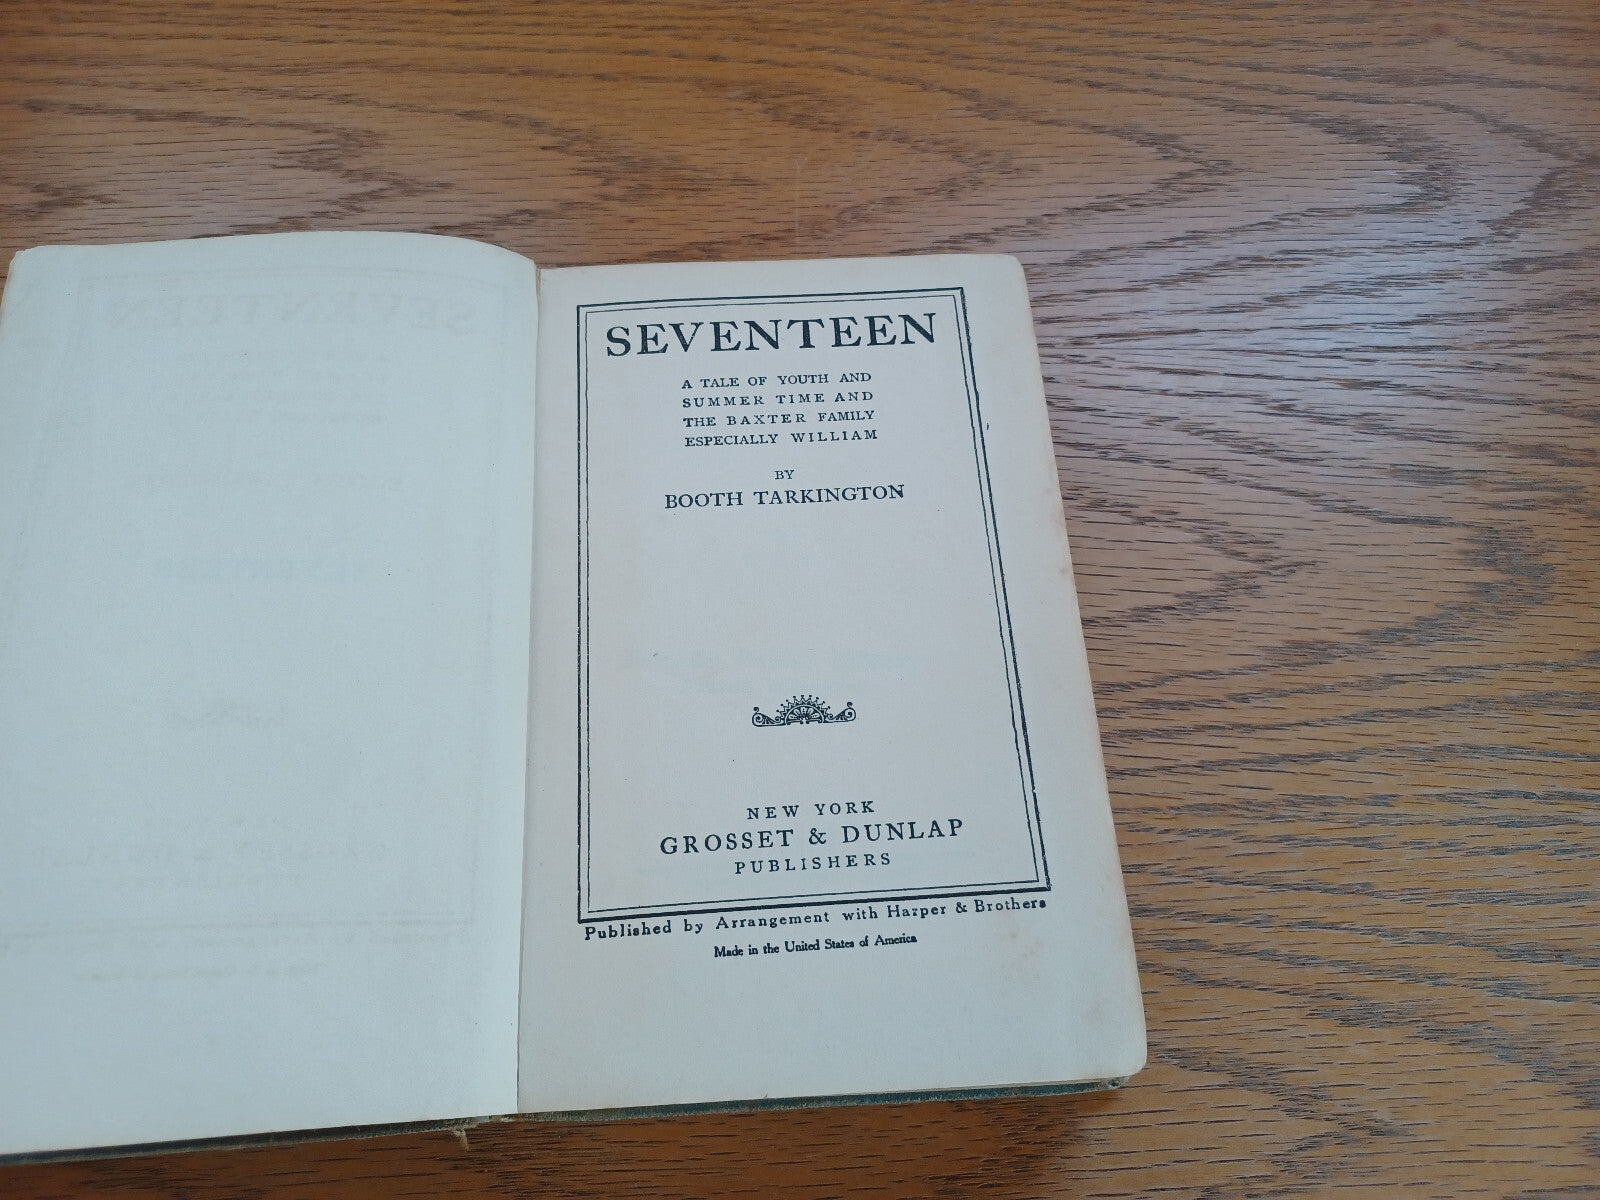 SEVENTEEN
A TALE OF YOUTH AND
SUMMER TIME AND
THE BAXTER FAMILY
ESPECIALLY WILLIAM
BY
BOOTH TARKINGTON
NEW YORK
GROSSET & DUNLAP
PUBLISHERS
Published by Arrangement with Harper & Brothers
Made in the United States of America